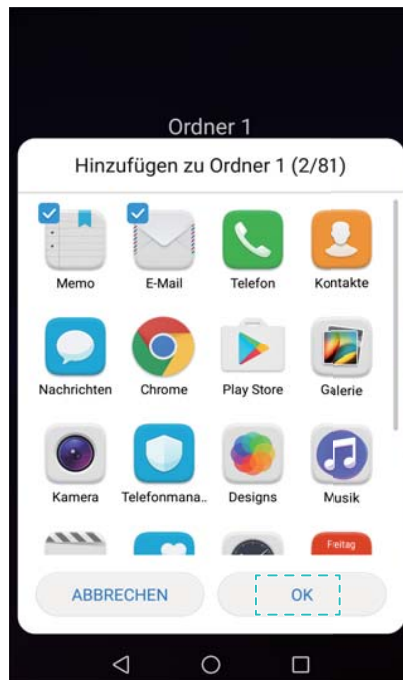 Ordner 1
Hinzufügen zu Ordner 1 (2/81)
Memo E-Mail Telefon Kontakte
Nachrichten Chrome Play Store Galerie
Kamera Telefonmana.. Designs Musik
Freitag
ABBRECHEN OK